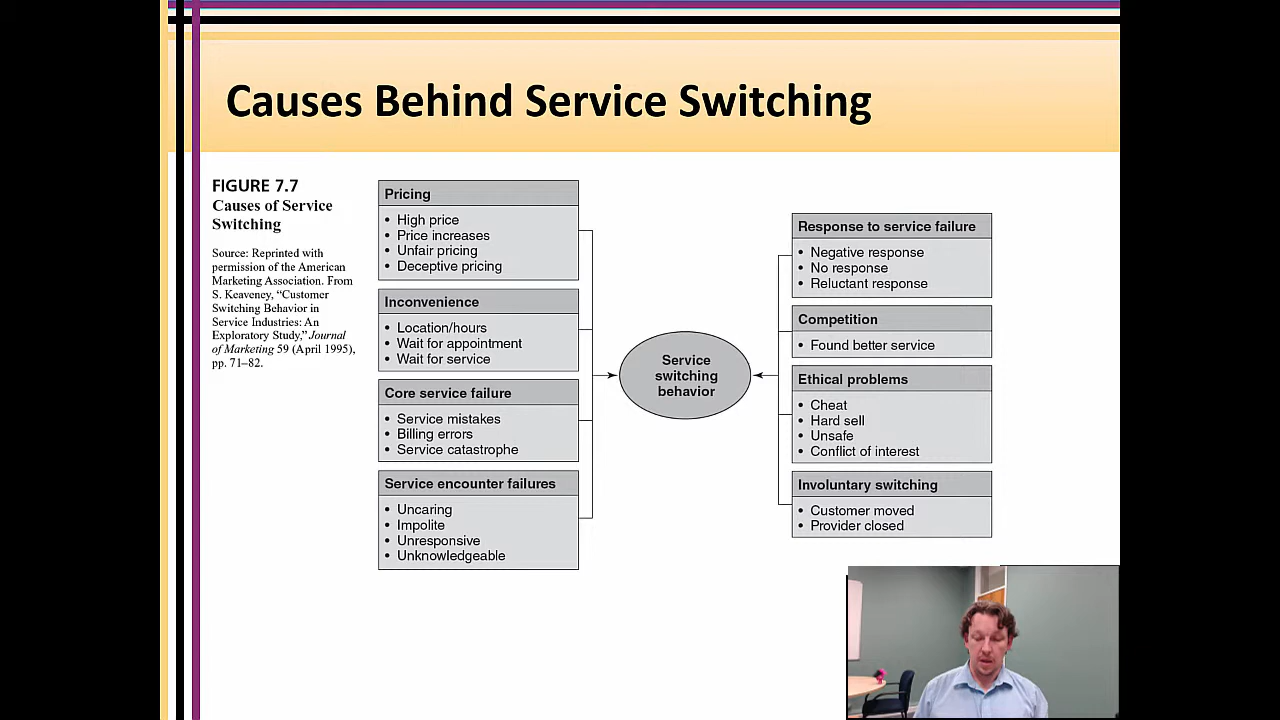 Causes Behind Service Switching
FIGURE 7.7
Causes of Service
Switching
Source: Reprinted with
permission of the American
Marketing Association. From
S. Keaveney, “Customer
Switching Behavior in
Service Industries: An
Exploratory Study,” Journal
of Marketing 59 (April 1995),
pp. 71–82.
Pricing
• High price
• Price increases
• Unfair pricing
• Deceptive pricing
Inconvenience
• Location/hours
• Wait for appointment
• Wait for service
Core service failure
• Service mistakes
• Billing errors
• Service catastrophe
Service encounter failures
• Uncaring
• Impolite
• Unresponsive
• Unknowledgeable
Service
switching
behavior
Response to service failure
• Negative response
• No response
• Reluctant response
Competition
• Found better service
Ethical problems
• Cheat
• Hard sell
• Unsafe
• Conflict of interest
Involuntary switching
• Customer moved
• Provider closed